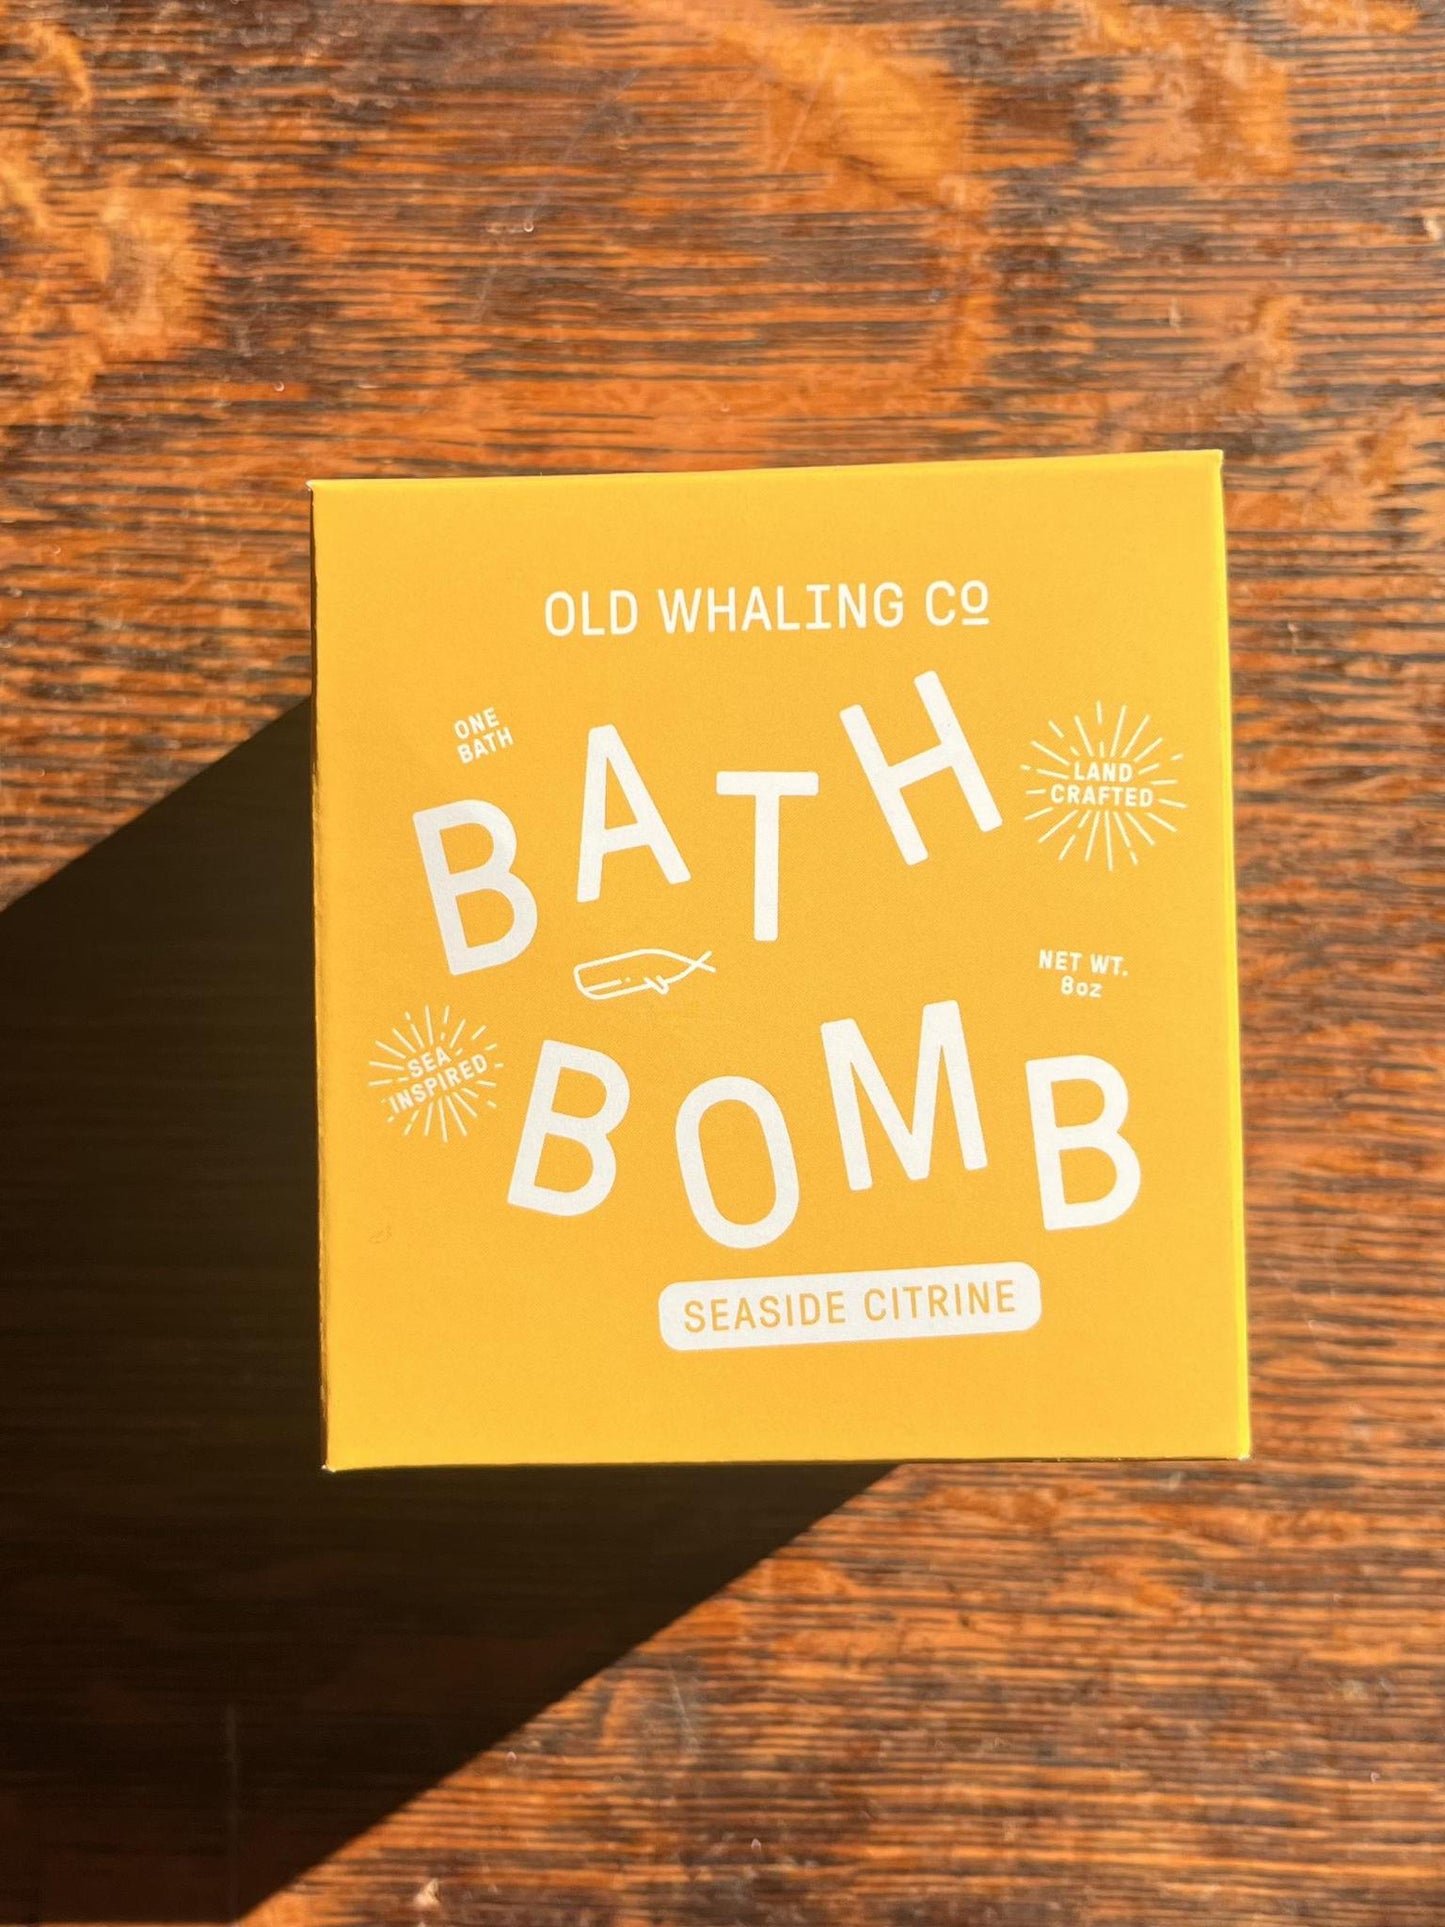 OLD WHALING Co
ONE
BATH
BATH
LAND
CRAFTED
NET WT.
8oz
SEA
INSPIRED
BOMB
SEASIDE CITRINE